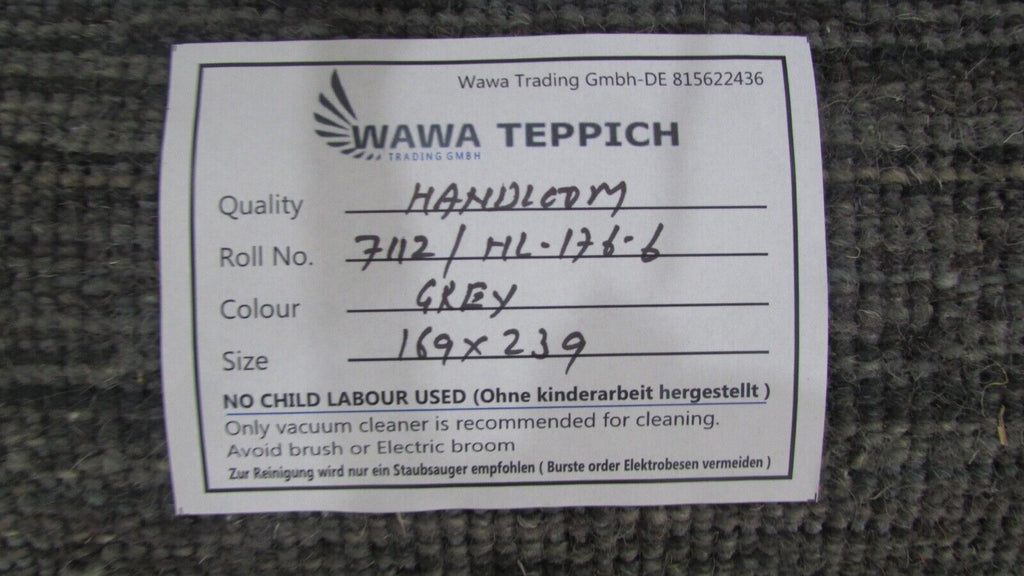 Wawa Trading Gmbh-DE 815622436
WAWA TEPPICH
TRADING GMBH
Quality HANDLOOM
Roll No. 7112 / HL-176-6
Colour GREY
Size 169 x 239
NO CHILD LABOUR USED (Ohne kinderarbeit hergestellt )
Only vacuum cleaner is recommended for cleaning.
Avoid brush or Electric broom
Zur Reinigung wird nur ein Staubsauger empfohlen ( Burste order Elektrobesen vermeiden )